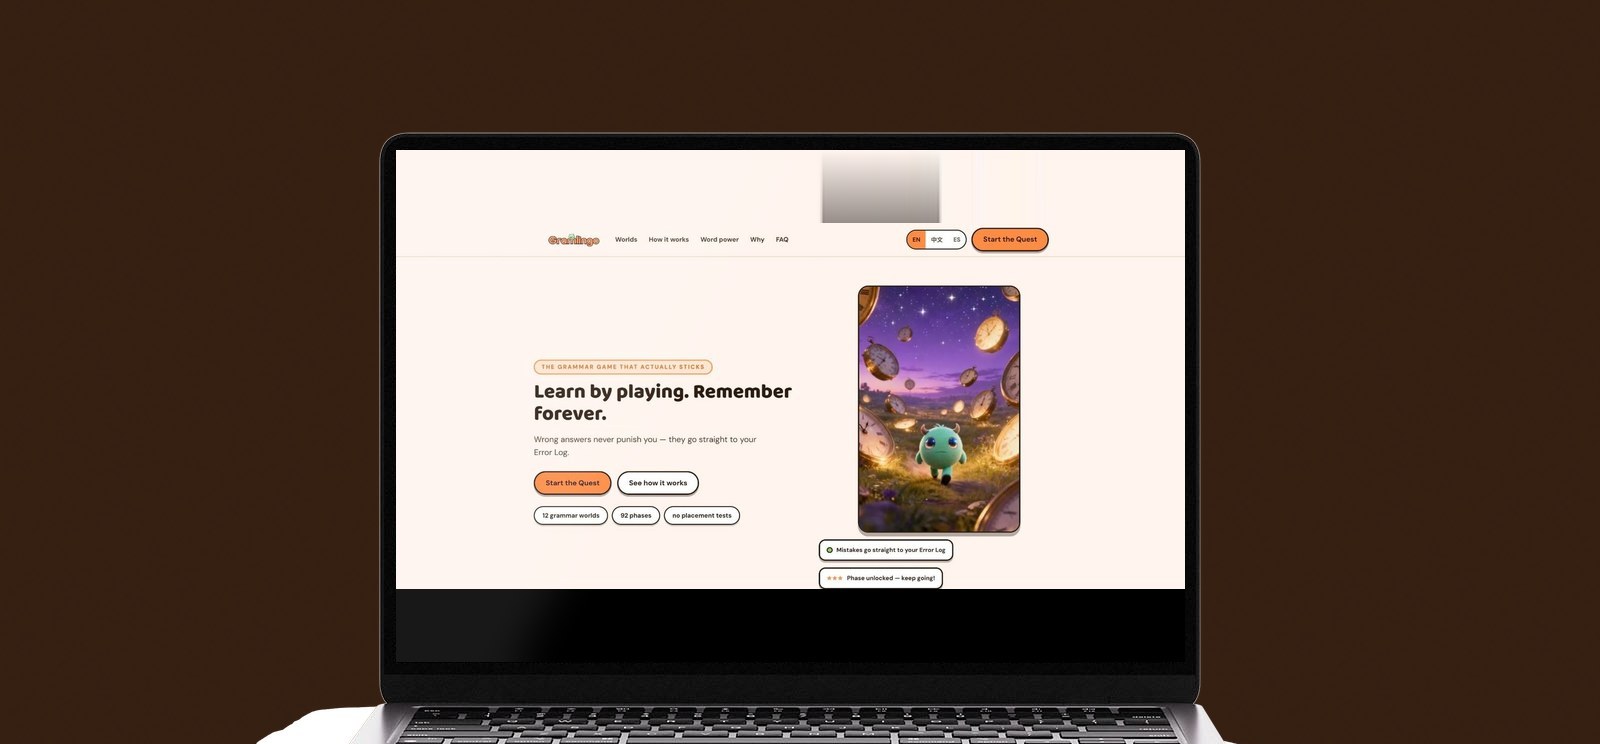 Gramlingo
Worlds
How it works
Word power
Why
FAQ
EN
中文
ES
Start the Quest
THE GRAMMAR GAME THAT ACTUALLY STICKS
Learn by playing. Remember
forever.
Wrong answers never punish you — they go straight to your
Error Log.
Start the Quest
See how it works
12 grammar worlds
92 phases
no placement tests
Mistakes go straight to your Error Log
Phase unlocked — keep going!